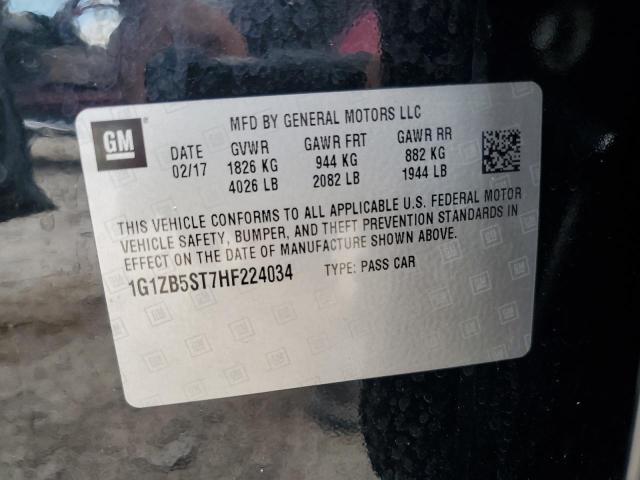 GM
MFD BY GENERAL MOTORS LLC
DATE GVWR GAWR FRT GAWR RR
02/17 1826 KG 944 KG 882 KG
4026 LB 2082 LB 1944 LB
THIS VEHICLE CONFORMS TO ALL APPLICABLE U.S. FEDERAL MOTOR
VEHICLE SAFETY, BUMPER, AND THEFT PREVENTION STANDARDS IN
EFFECT ON THE DATE OF MANUFACTURE SHOWN ABOVE.
1G1ZB5ST7HF224034 TYPE: PASS CAR